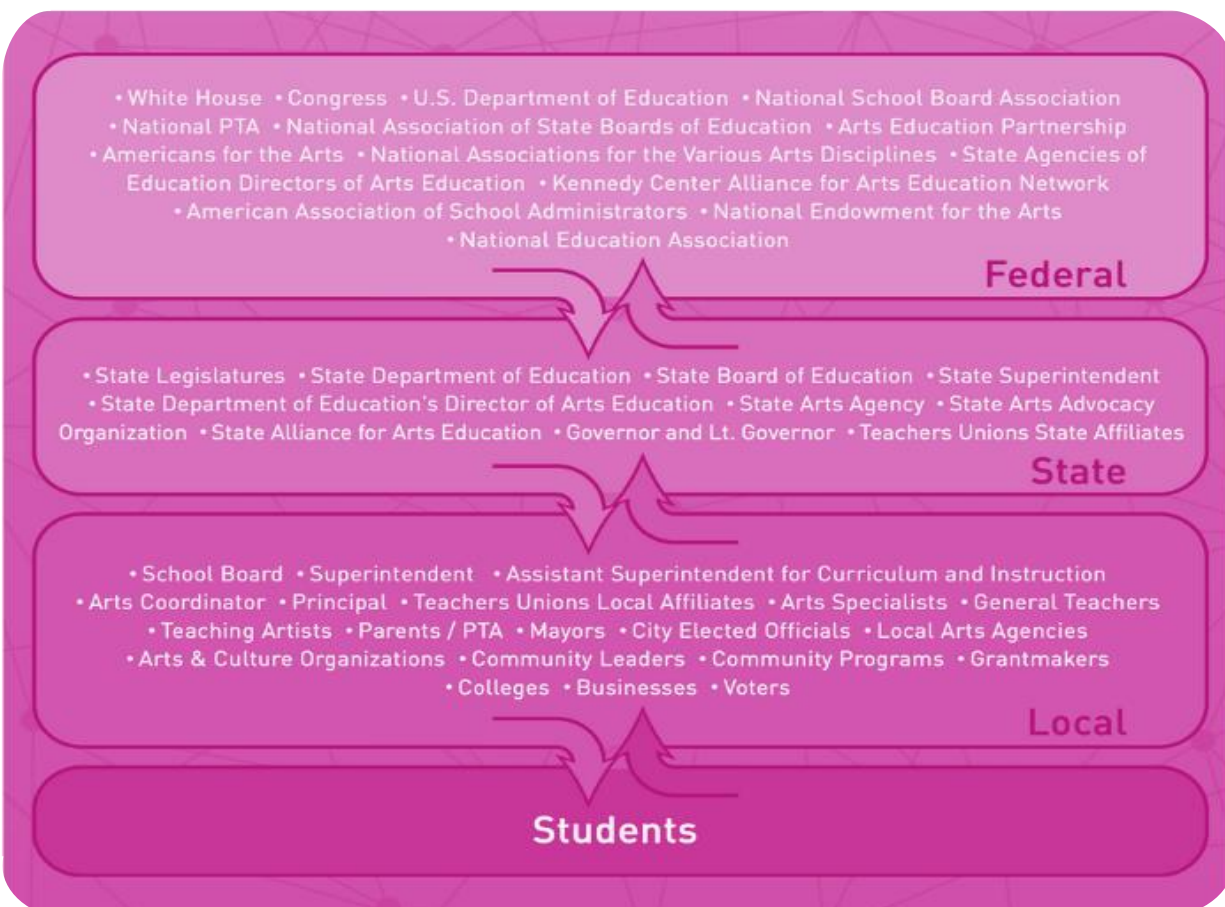 • White House • Congress • U.S. Department of Education • National School Board Association
• National PTA • National Association of State Boards of Education • Arts Education Partnership
• Americans for the Arts • National Associations for the Various Arts Disciplines • State Agencies of
Education Directors of Arts Education • Kennedy Center Alliance for Arts Education Network
• American Association of School Administrators • National Endowment for the Arts
• National Education Association
Federal
• State Legislatures • State Department of Education • State Board of Education • State Superintendent
• State Department of Education's Director of Arts Education • State Arts Agency • State Arts Advocacy
Organization • State Alliance for Arts Education • Governor and Lt. Governor • Teachers Unions State Affiliates
State
• School Board • Superintendent • Assistant Superintendent for Curriculum and Instruction
• Arts Coordinator • Principal • Teachers Unions Local Affiliates • Arts Specialists • General Teachers
• Teaching Artists • Parents / PTA • Mayors • City Elected Officials • Local Arts Agencies
• Arts & Culture Organizations • Community Leaders • Community Programs • Grantmakers
• Colleges • Businesses • Voters
Local
Students